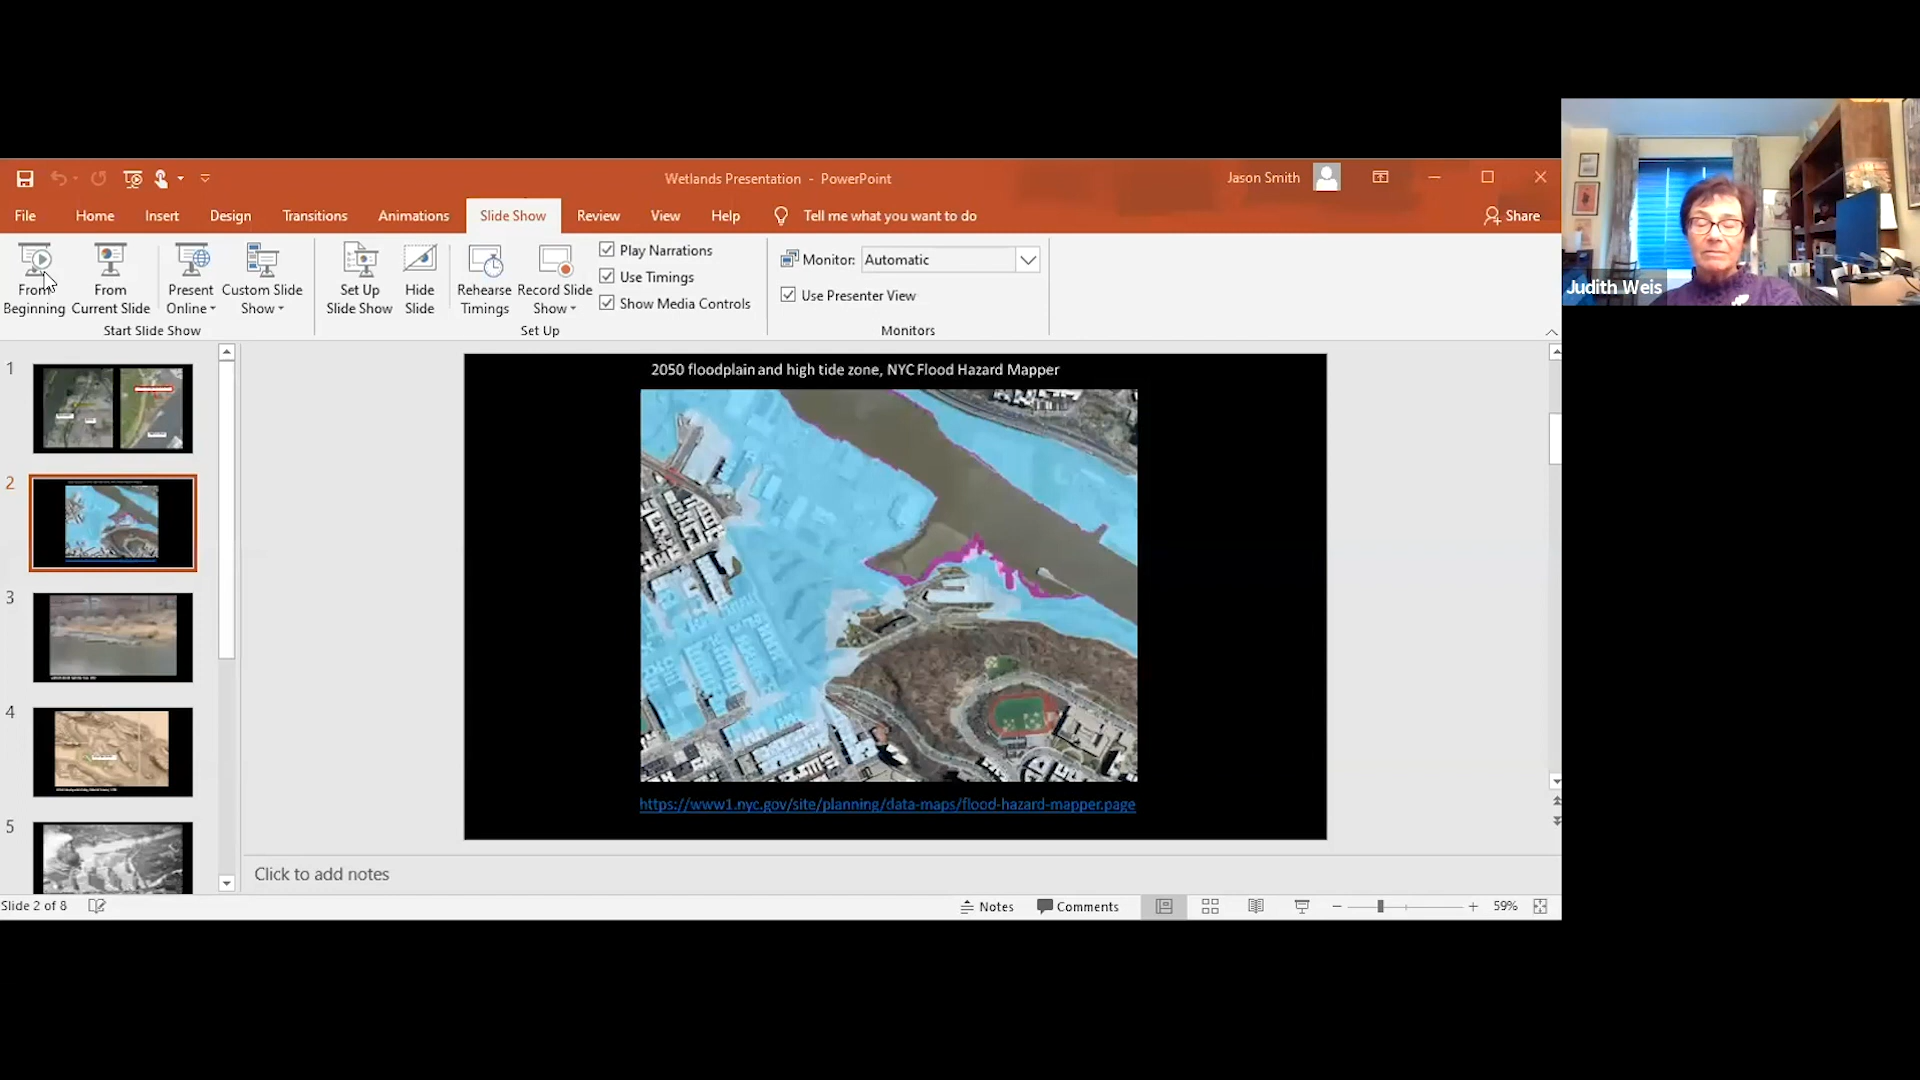 Wetlands Presentation - PowerPoint
Jason Smith
File Home Insert Design Transitions Animations Slide Show Review View Help Tell me what you want to do Share
From Beginning
From Current Slide
Present Online
Custom Slide Show
Start Slide Show
Set Up Slide Show
Hide Slide
Rehearse Timings
Record Slide Show
Play Narrations
Use Timings
Show Media Controls
Set Up
Monitor: Automatic
Use Presenter View
Monitors
Judith Weis
1
2
3
4
5
2050 floodplain and high tide zone, NYC Flood Hazard Mapper
https://www1.nyc.gov/site/planning/data-maps/flood-hazard-mapper.page
Click to add notes
Slide 2 of 8
Notes
Comments
59%